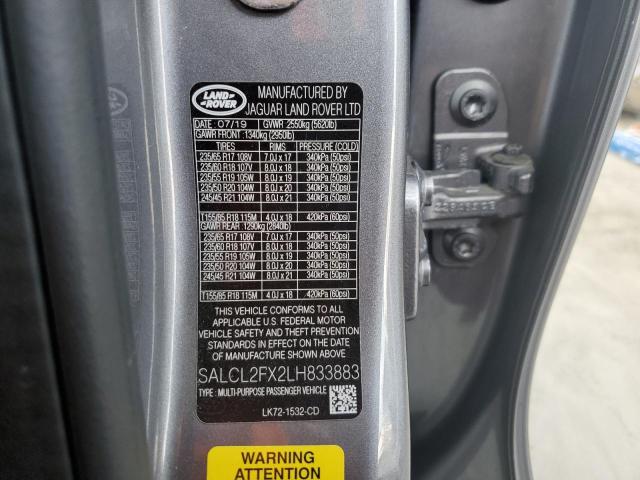 LAND ROVER
MANUFACTURED BY
JAGUAR LAND ROVER LTD
DATE 07/19 GVWR 2550kg (5620lb)
GAWR FRONT :1340kg (2950lb)
TIRES RIMS PRESSURE (COLD)
235/65 R17 108V 7.0J x 17 340kPa (50psi)
235/60 R18 107V 8.0J x 18 340kPa (50psi)
235/55 R19 105W 8.0J x 19 340kPa (50psi)
235/50 R20 104W 8.0J x 20 340kPa (50psi)
245/45 R21 104W 8.0J x 21 340kPa (50psi)
T155/85 R18 115M 4.0J x 18 420kPa (60psi)
GAWR REAR 1290kg (2840lb)
235/65 R17 108V 7.0J x 17 340kPa (50psi)
235/60 R18 107V 8.0J x 18 340kPa (50psi)
235/55 R19 105W 8.0J x 19 340kPa (50psi)
235/50 R20 104W 8.0J x 20 340kPa (50psi)
245/45 R21 104W 8.0J x 21 340kPa (50psi)
T155/85 R18 115M 4.0J x 18 420kPa (60psi)
THIS VEHICLE CONFORMS TO ALL
APPLICABLE U.S. FEDERAL MOTOR
VEHICLE SAFETY AND THEFT PREVENTION
STANDARDS IN EFFECT ON THE DATE OF
MANUFACTURE SHOWN ABOVE
SALCL2FX2LH833883
TYPE: MULTI-PURPOSE PASSENGER VEHICLE
LK72-1532-CD
WARNING
ATTENTION